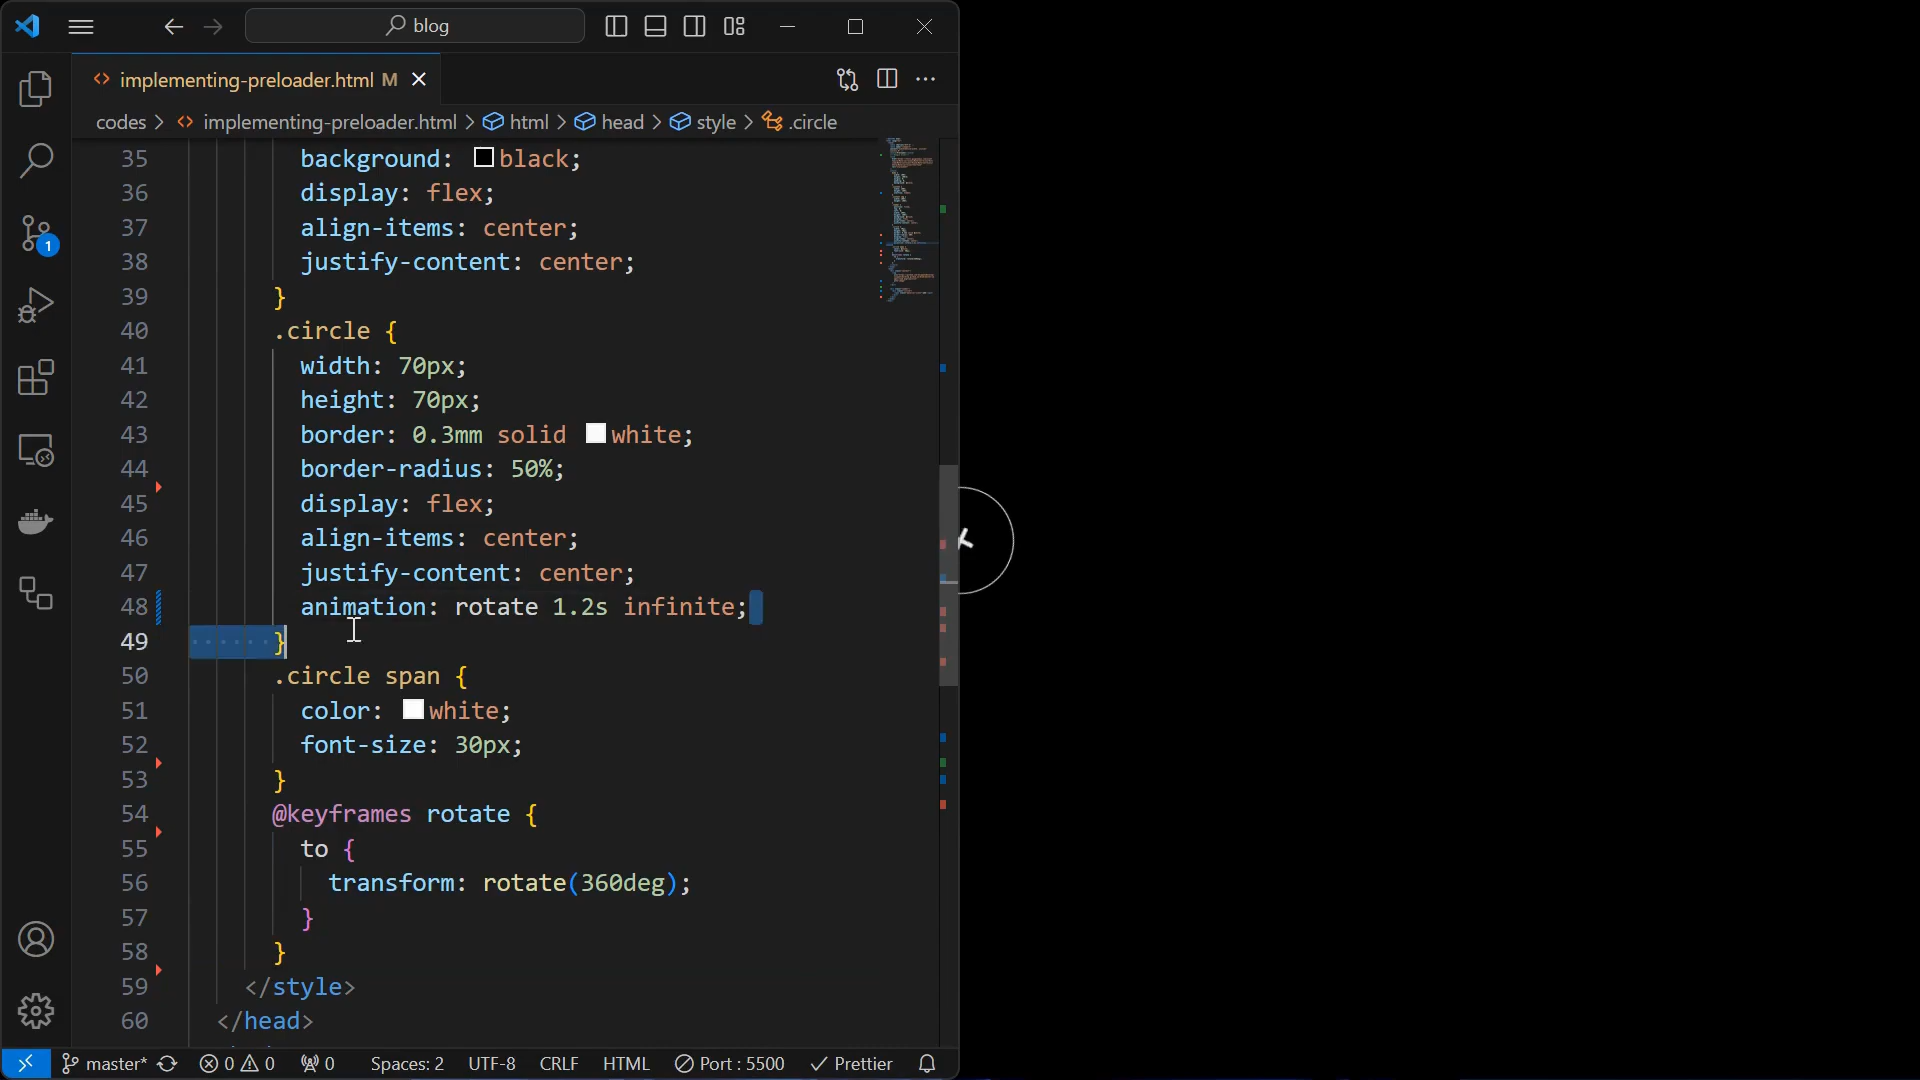 blog
implementing-preloader.html M
codes > implementing-preloader.html > html > head > style > .circle
35 background: black;
36 display: flex;
37 align-items: center;
38 justify-content: center;
39 }
40 .circle {
41 width: 70px;
42 height: 70px;
43 border: 0.3mm solid white;
44 border-radius: 50%;
45 display: flex;
46 align-items: center;
47 justify-content: center;
48 animation: rotate 1.2s infinite;
49 }
50 .circle span {
51 color: white;
52 font-size: 30px;
53 }
54 @keyframes rotate {
55 to {
56 transform: rotate(360deg);
57 }
58 }
59 </style>
60 </head>
1
master* 0 0 0 Spaces: 2 UTF-8 CRLF HTML Port : 5500 Prettier